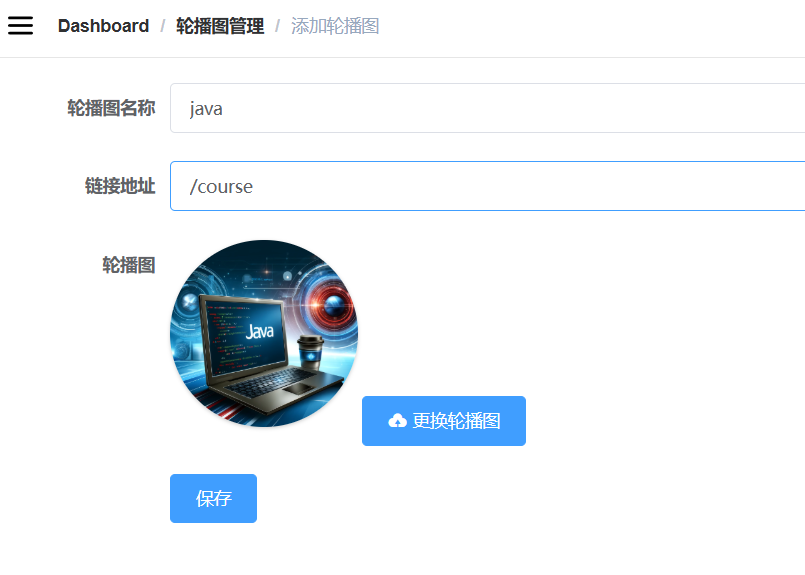 Dashboard / 轮播图管理 / 添加轮播图
轮播图名称 java
链接地址 /course
轮播图
Java
更换轮播图
保存